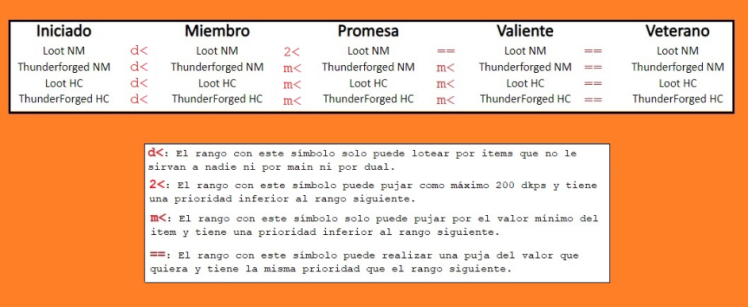 Iniciado Miembro Promesa Valiente Veterano
Loot NM d< Loot NM 2< Loot NM == Loot NM == Loot NM
Thunderforged NM d< Thunderforged NM m< Thunderforged NM m< Thunderforged NM == Thunderforged NM
Loot HC d< Loot HC m< Loot HC m< Loot HC == Loot HC
ThunderForged HC d< ThunderForged HC m< ThunderForged HC m< ThunderForged HC == ThunderForged HC
d<: El rango con este símbolo solo puede lotear por items que no le
sirvan a nadie ni por main ni por dual.
2<: El rango con este símbolo puede pujar como máximo 200 dkps y tiene
una prioridad inferior al rango siguiente.
m<: El rango con este símbolo solo puede pujar por el valor mínimo del
item y tiene una prioridad inferior al rango siguiente.
==: El rango con este símbolo puede realizar una puja del valor que
quiera y tiene la misma prioridad que el rango siguiente.